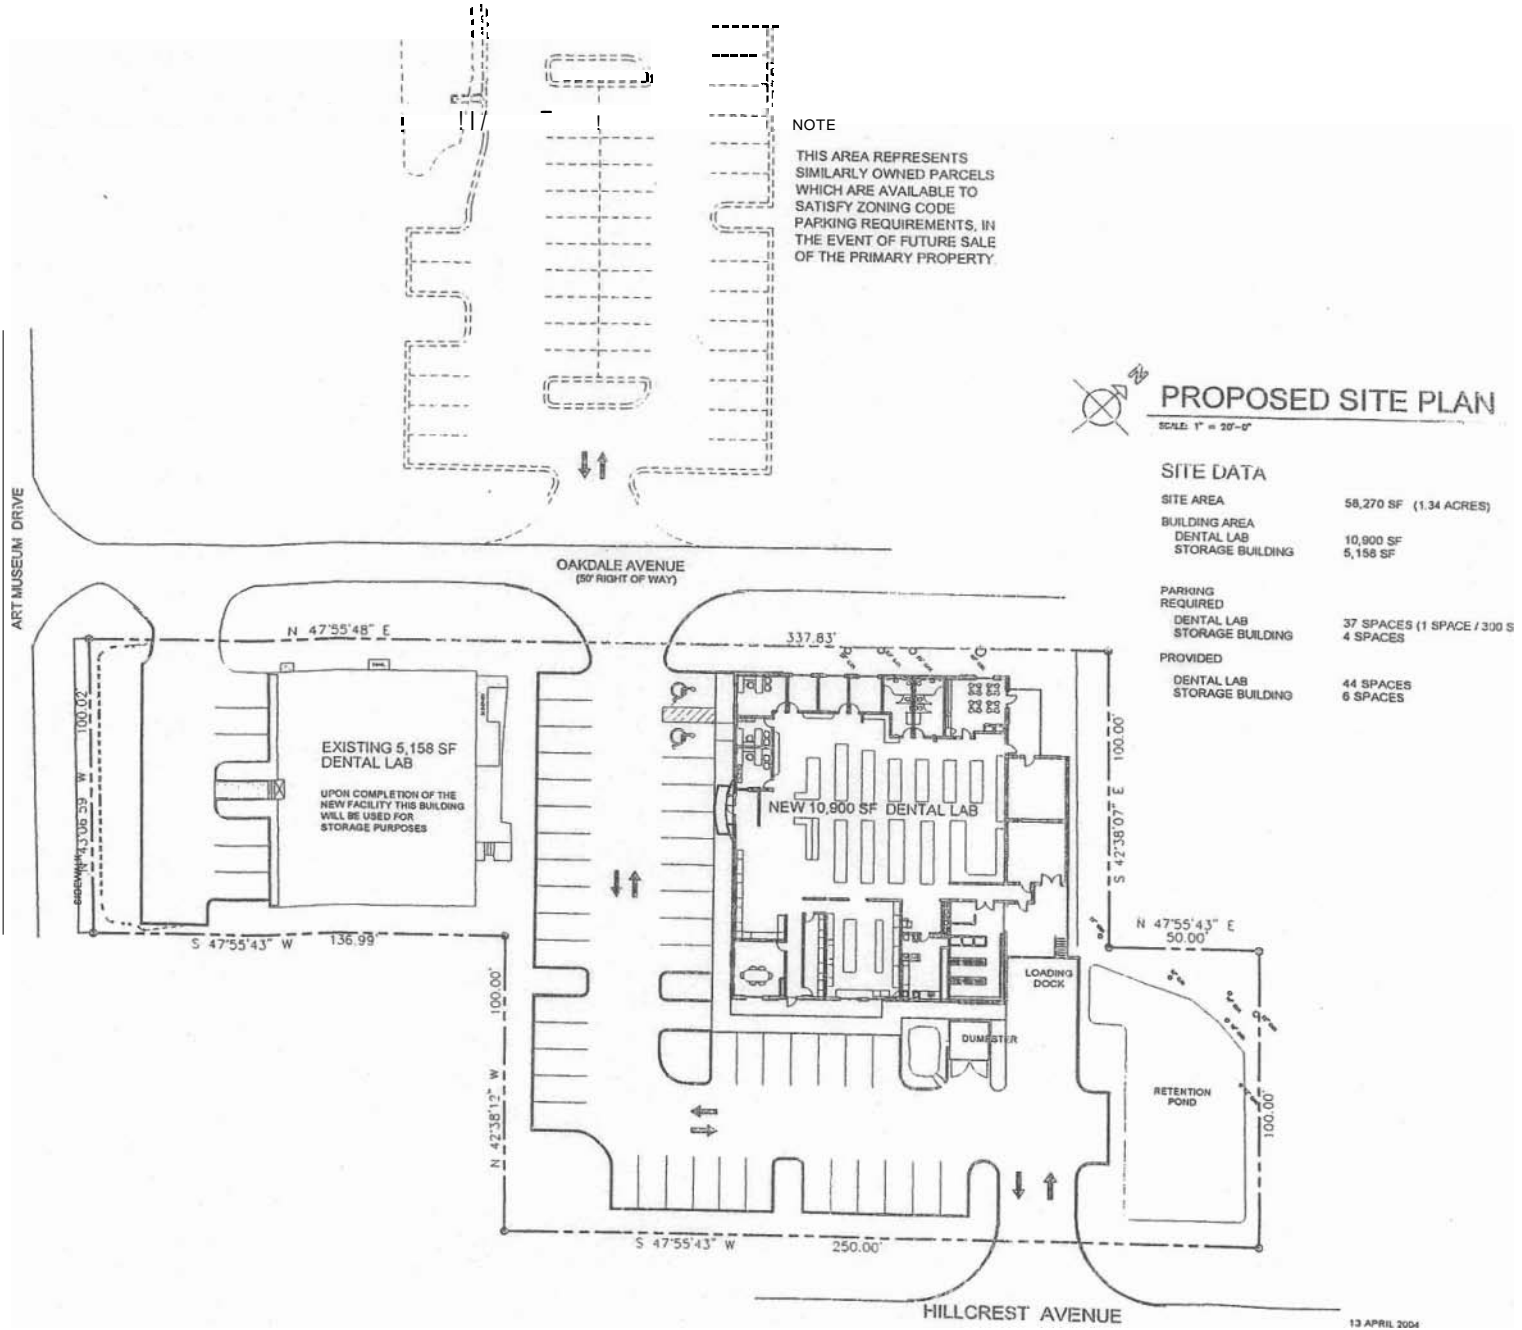 NOTE
THIS AREA REPRESENTS
SIMILARLY OWNED PARCELS
WHICH ARE AVAILABLE TO
SATISFY ZONING CODE
PARKING REQUIREMENTS, IN
THE EVENT OF FUTURE SALE
OF THE PRIMARY PROPERTY.
N
PROPOSED SITE PLAN
SCALE: 1" = 20'-0"
SITE DATA
SITE AREA 58,270 SF (1.34 ACRES)
BUILDING AREA
DENTAL LAB 10,900 SF
STORAGE BUILDING 5,158 SF
PARKING
REQUIRED
DENTAL LAB 37 SPACES (1 SPACE / 300 S
STORAGE BUILDING 4 SPACES
PROVIDED
DENTAL LAB 44 SPACES
STORAGE BUILDING 6 SPACES
ART MUSEUM DRIVE
OAKDALE AVENUE
(50' RIGHT OF WAY)
N 47°55'48" E
337.83'
N 43°06'59" W 100.02
SIDEWALK
EXISTING 5,158 SF
DENTAL LAB
UPON COMPLETION OF THE
NEW FACILITY THIS BUILDING
WILL BE USED FOR
STORAGE PURPOSES
NEW 10,900 SF DENTAL LAB
S 42°38'07" E 100.00'
S 47°55'43" W 136.99'
N 47°55'43" E
50.00'
N 42°38'12" W 100.00'
LOADING
DOCK
DUMPSTER
RETENTION
POND
100.00'
S 47°55'43" W 250.00'
HILLCREST AVENUE
13 APRIL 2004